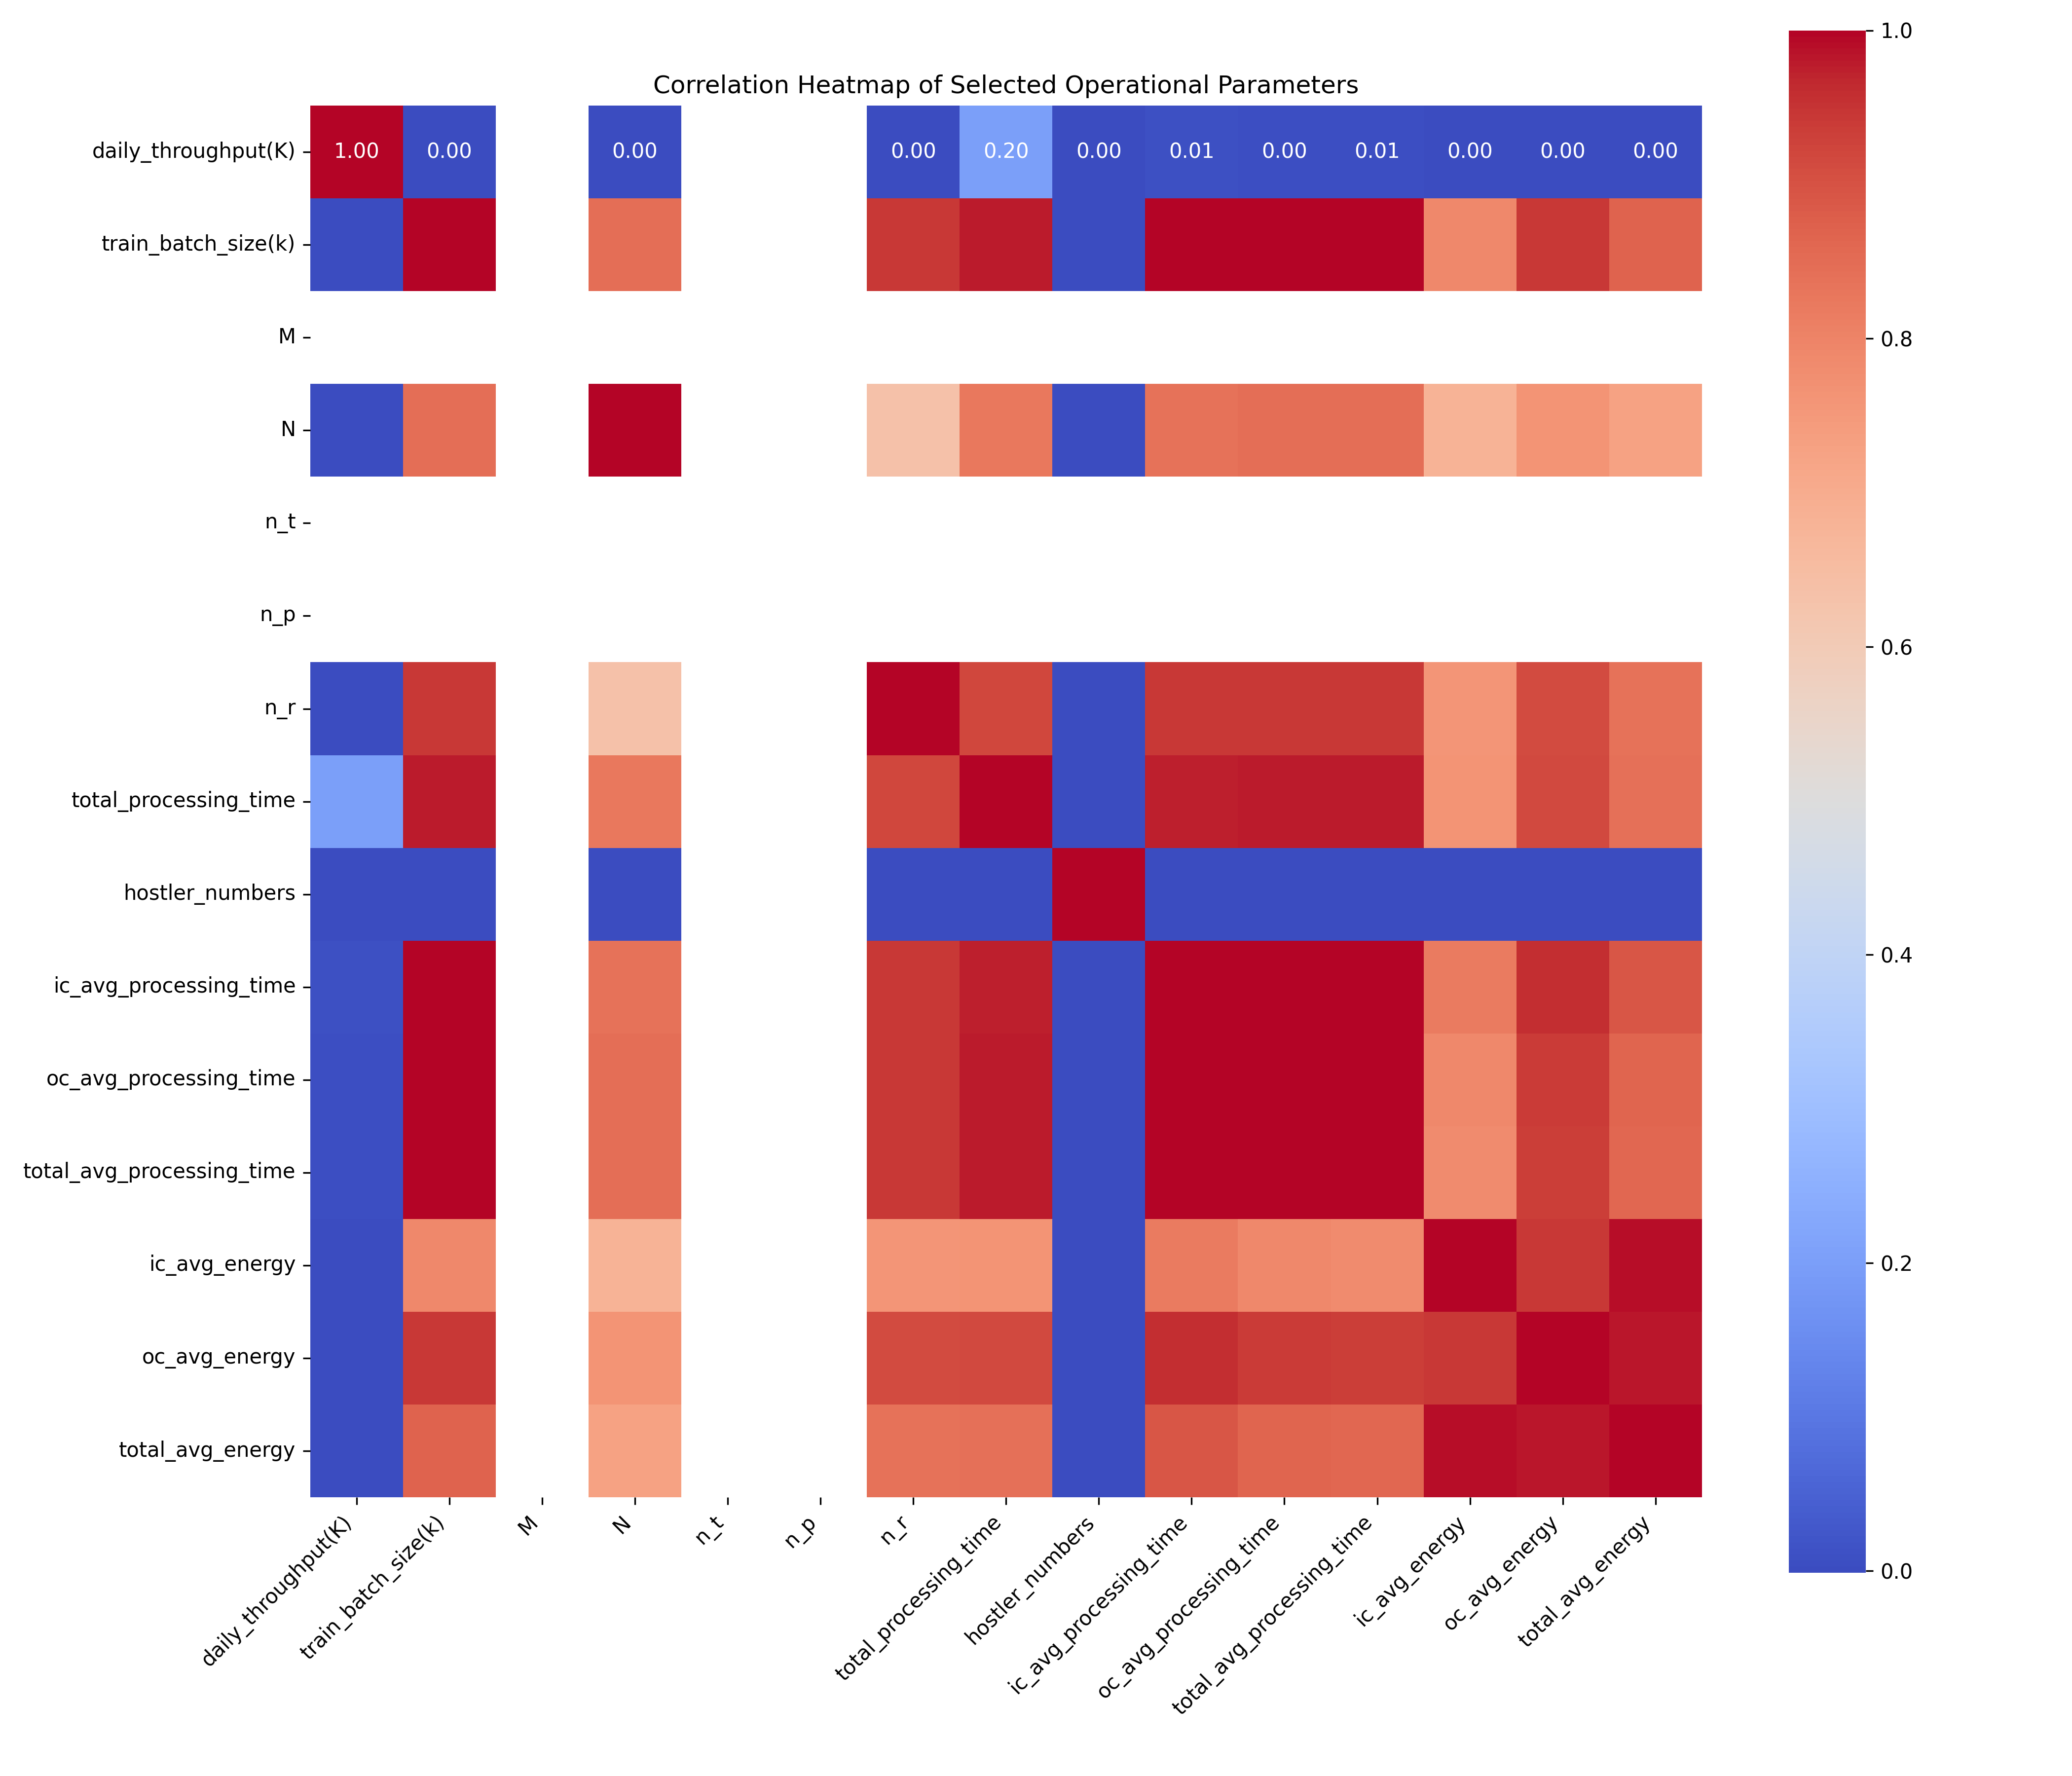 Correlation Heatmap of Selected Operational Parameters
daily_throughput(K) 1.00 0.00 0.00 0.00 0.20 0.00 0.01 0.00 0.01 0.00 0.00 0.00
train_batch_size(k)
M
N
n_t
n_p
n_r
total_processing_time
hostler_numbers
ic_avg_processing_time
oc_avg_processing_time
total_avg_processing_time
ic_avg_energy
oc_avg_energy
total_avg_energy
daily_throughput(K)
train_batch_size(k)
M
N
n_t
n_p
n_r
total_processing_time
hostler_numbers
ic_avg_processing_time
oc_avg_processing_time
total_avg_processing_time
ic_avg_energy
oc_avg_energy
total_avg_energy
1.0
0.8
0.6
0.4
0.2
0.0